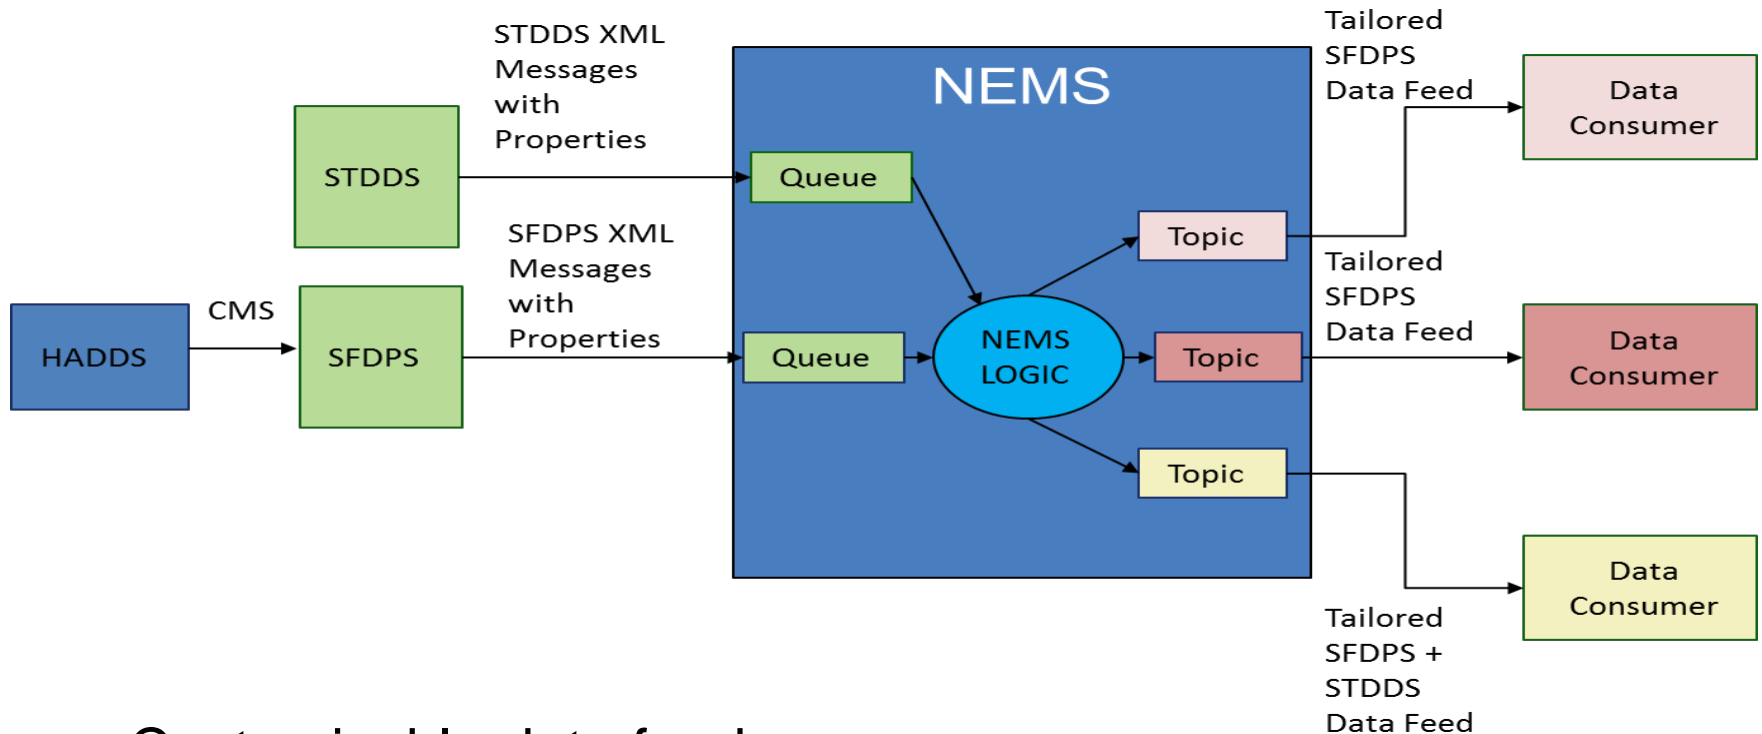 STDDS XML
Messages
with
Properties
NEMS
Tailored
SFDPS
Data Feed
Data
Consumer
STDDS
Queue
SFDPS XML
Messages
with
Properties
Topic
Tailored
SFDPS
Data Feed
HADDS
CMS
SFDPS
Queue
NEMS
LOGIC
Topic
Data
Consumer
Topic
Data
Consumer
Tailored
SFDPS +
STDDS
Data Feed